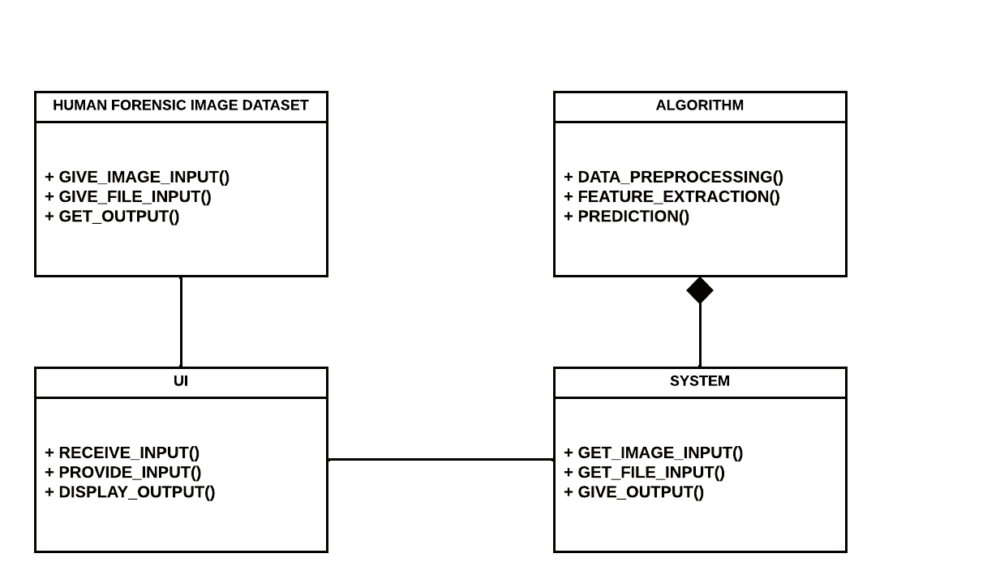 HUMAN FORENSIC IMAGE DATASET
+ GIVE_IMAGE_INPUT()
+ GIVE_FILE_INPUT()
+ GET_OUTPUT()
ALGORITHM
+ DATA_PREPROCESSING()
+ FEATURE_EXTRACTION()
+ PREDICTION()
UI
+ RECEIVE_INPUT()
+ PROVIDE_INPUT()
+ DISPLAY_OUTPUT()
SYSTEM
+ GET_IMAGE_INPUT()
+ GET_FILE_INPUT()
+ GIVE_OUTPUT()